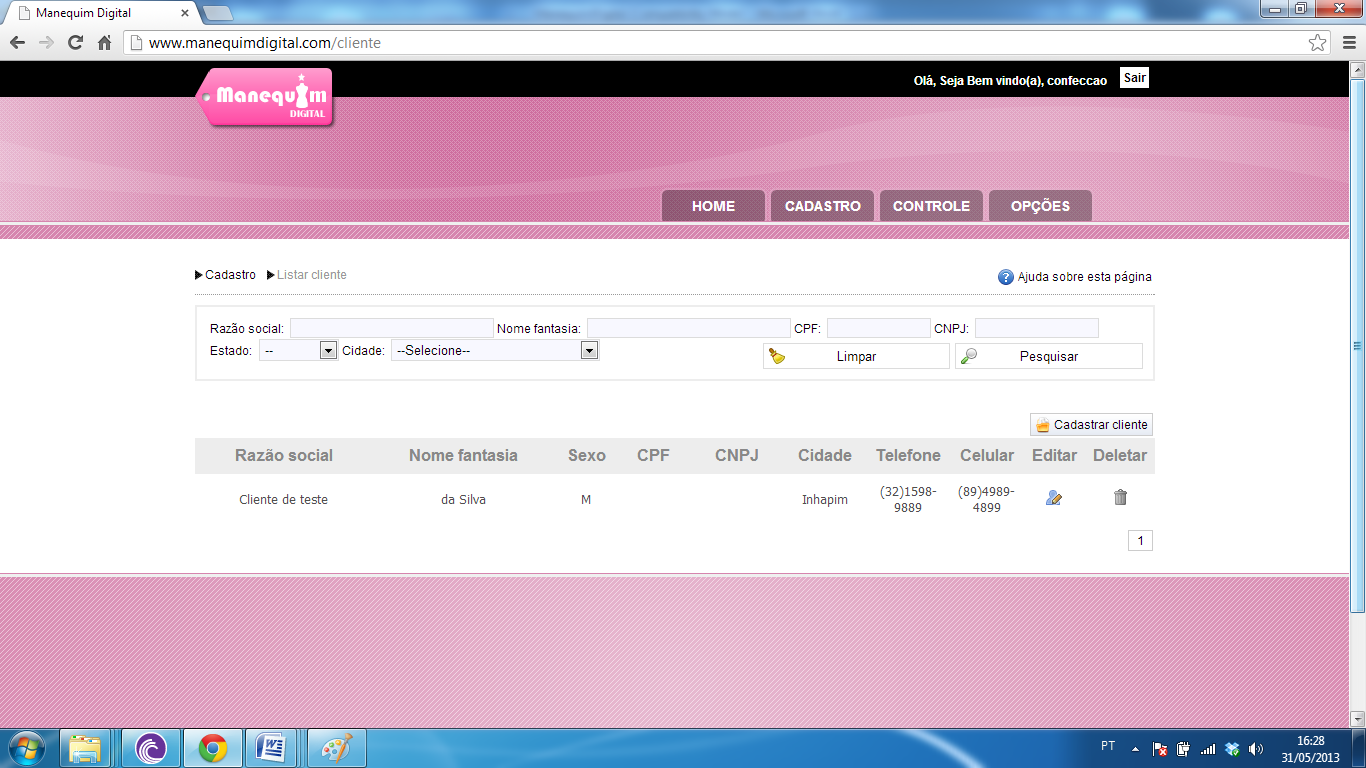 Manequim Digital
www.manequimdigital.com/cliente
Manequim
DIGITAL
Olá, Seja Bem vindo(a), confeccao Sair
HOME CADASTRO CONTROLE OPÇÕES
Cadastro Listar cliente
? Ajuda sobre esta página
Razão social: Nome fantasia: CPF: CNPJ:
Estado: -- Cidade: --Selecione-- Limpar Pesquisar
Cadastrar cliente
Razão social Nome fantasia Sexo CPF CNPJ Cidade Telefone Celular Editar Deletar
Cliente de teste da Silva M Inhapim (32)1598-9889 (89)4989-4899
1
PT 16:28
31/05/2013